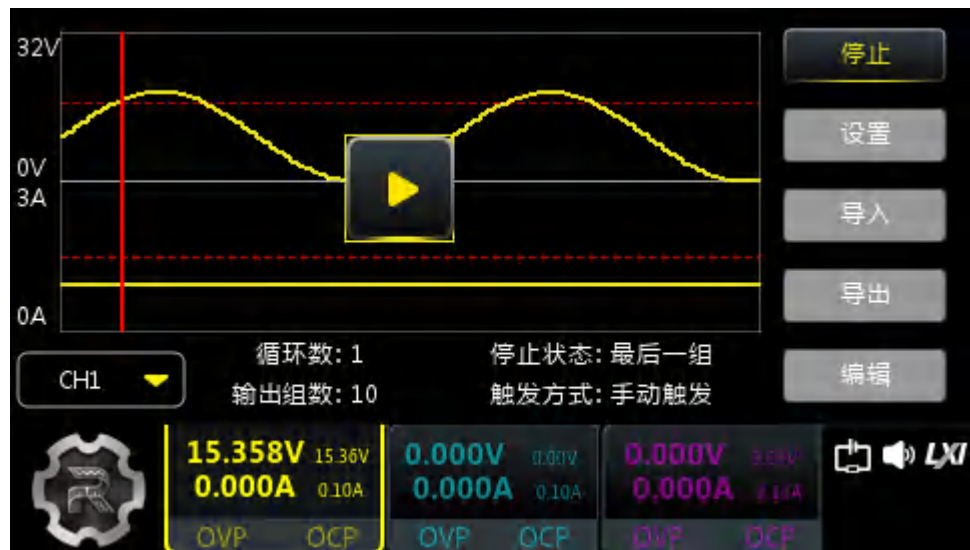 32V
停止
设置
0V
3A
导入
导出
0A
循环数: 1
停止状态: 最后一组
CH1
输出组数: 10
触发方式: 手动触发
编辑
15.358V 15.36V
0.000A 0.10A
OVP OCP
0.000V 0.00V
0.000A 0.10A
OVP OCP
0.000V
0.000A
OVP OCP
LXI
R